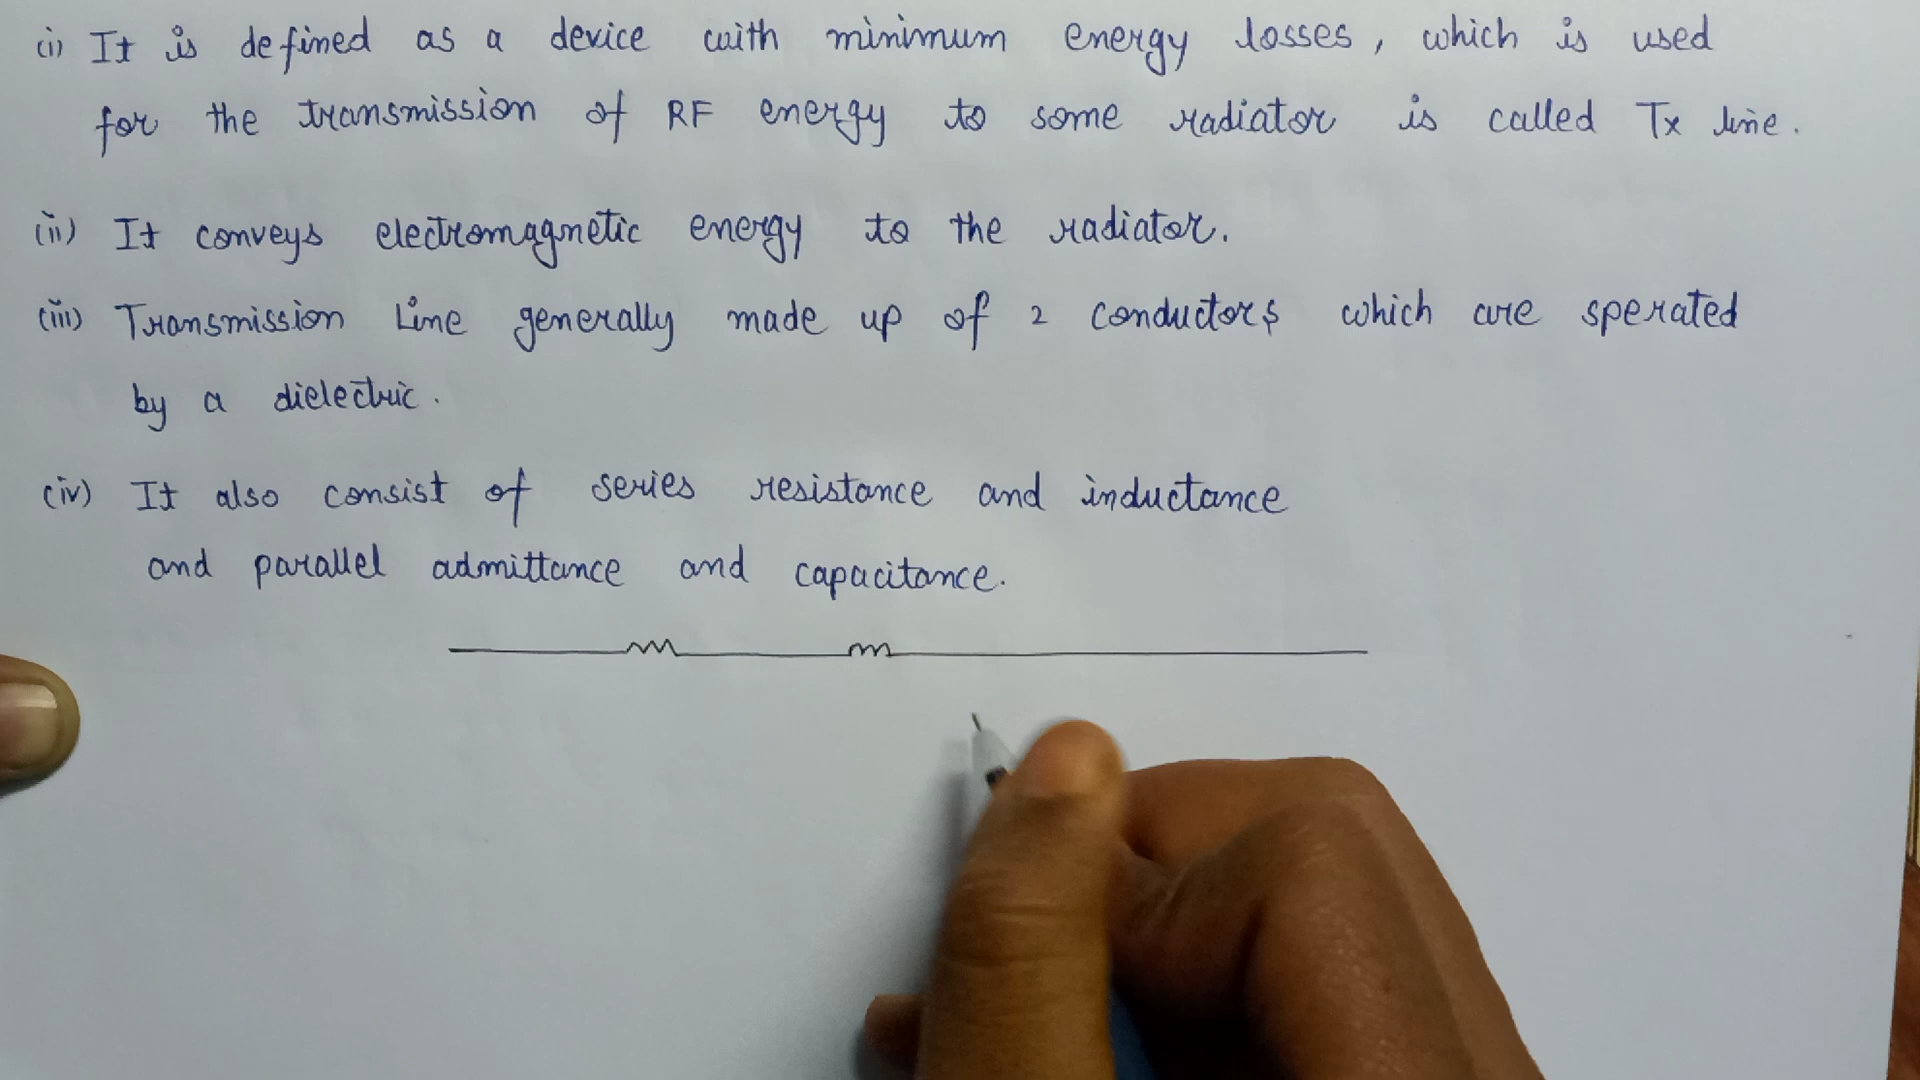 (i) It is defined as a device with minimum energy losses, which is used
for the transmission of RF energy to some radiator is called Tx line.
(ii) It conveys electromagnetic energy to the radiator.
(iii) Transmission Line generally made up of 2 conductors which are sperated
by a dielectric.
(iv) It also consist of series resistance and inductance
and parallel admittance and capacitance.